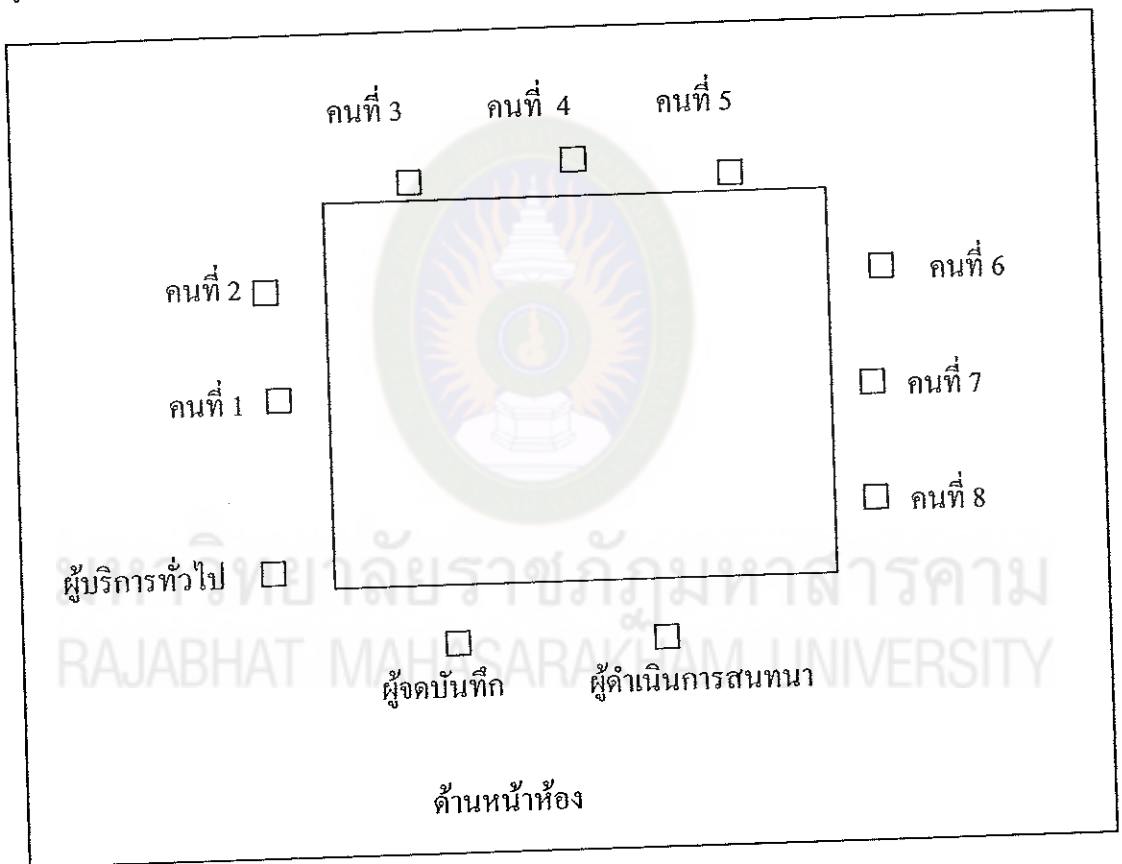 คนที่ 3 คนที่ 4 คนที่ 5
คนที่ 2
คนที่ 6
คนที่ 1
คนที่ 7
คนที่ 8
ผู้บริการทั่วไป
มหาวิทยาลัยราชภัฏมหาสารคาม
RAJABHAT MAHASARAKHAM UNIVERSITY
ผู้จดบันทึก ผู้ดำเนินการสนทนา
ด้านหน้าห้อง